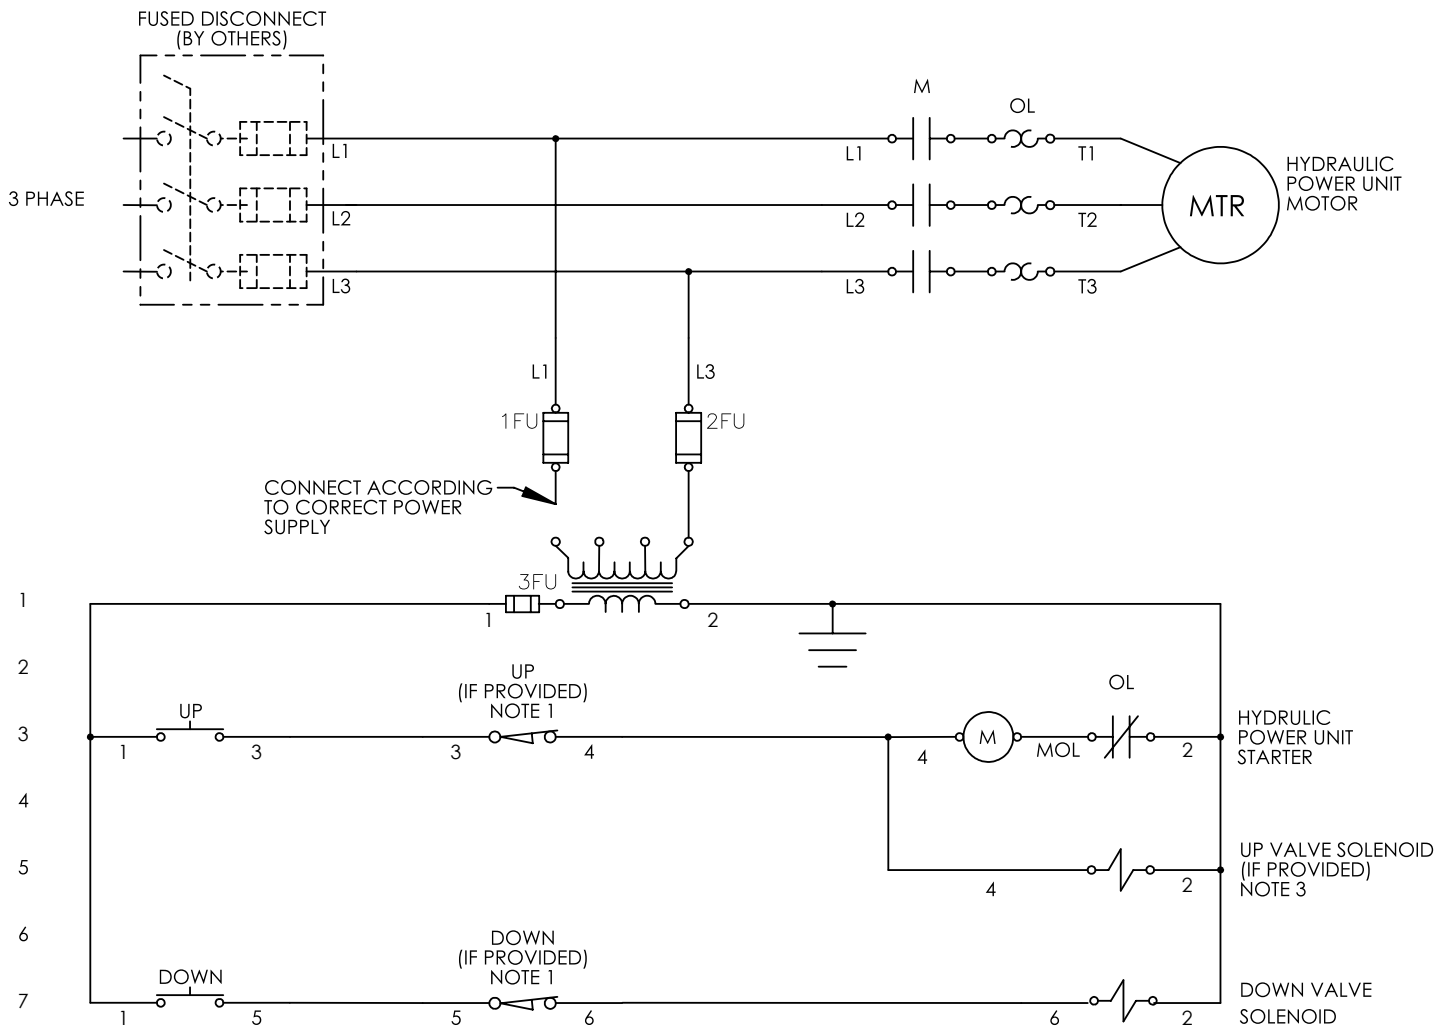 FUSED DISCONNECT
(BY OTHERS)
M
OL
L1
L1
T1
HYDRAULIC
POWER UNIT
MOTOR
3 PHASE
MTR
L2
L2
T2
L3
L3
T3
L1
L3
1FU
2FU
CONNECT ACCORDING
TO CORRECT POWER
SUPPLY
3FU
1
1
2
2
UP
(IF PROVIDED)
NOTE 1
OL
UP
3
1
3
3
4
4
M
MOL
2
HYDRULIC
POWER UNIT
STARTER
4
5
4
2
UP VALVE SOLENOID
(IF PROVIDED)
NOTE 3
6
DOWN
(IF PROVIDED)
NOTE 1
DOWN
7
1
5
5
6
6
2
DOWN VALVE
SOLENOID